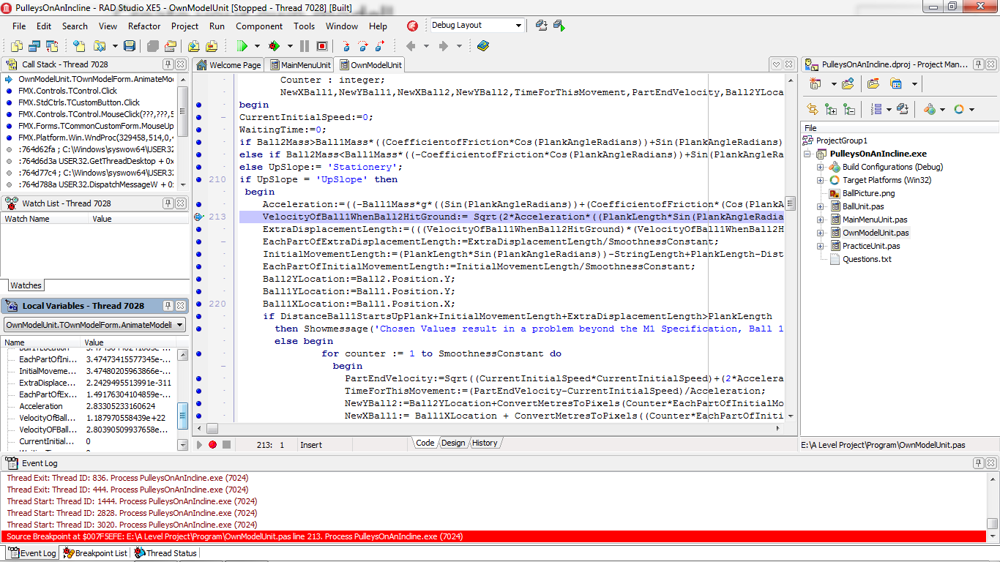 PulleysOnAnIncline - RAD Studio XE5 - OwnModelUnit [Stopped - Thread 7028] [Built]
File Edit Search View Refactor Project Run Component Tools Window Help Debug Layout
Call Stack - Thread 7028
OwnModelUnit.TOwnModelForm.AnimateMo
FMX.Controls.TControl.Click
FMX.StdCtrls.TCustomButton.Click
FMX.Controls.TControl.MouseClick(???,???,5
FMX.Forms.TCommonCustomForm.MouseUp
FMX.Platform.Win.WndProc(329458,514,0,4
:764d62fa ; C:\Windows\syswow64\USER32
:764d6d3a USER32.GetThreadDesktop + 0x
:764d77c4 ; C:\Windows\syswow64\USER32
:764d788a USER32.DispatchMessageW + 0
Watch List - Thread 7028
Watch Name Value
Watches
Local Variables - Thread 7028
OwnModelUnit.TOwnModelForm.AnimateModell
Name Value
EachPartOfIni... 3.47473415577345e-...
InitialMoveme... 3.47480205963866e-...
ExtraDisplace... 2.2429495513991e-311
EachPartOfEx... 1.49176304104859e-...
Acceleration 2.83305233160624
VelocityOfBall... 1.187970558439e+22
VelocityOFBall... 2.80390509937658e...
CurrentInitial... 0
Welcome Page MainMenuUnit OwnModelUnit
Counter : integer;
NewXBall1,NewYBall1,NewXBall2,NewYBall2,TimeForThisMovement,PartEndVelocity,Ball2YLoca
begin
CurrentInitialSpeed:=0;
WaitingTime:=0;
if Ball2Mass>Ball1Mass*((CoefficientofFriction*Cos(PlankAngleRadians))+Sin(PlankAngleRadians)
else if Ball2Mass<Ball1Mass*((-CoefficientofFriction*Cos(PlankAngleRadians))+Sin(PlankAngleRa
else UpSlope:= 'Stationery';
210 if UpSlope = 'UpSlope' then
begin
Acceleration:=((-Ball1Mass*g*((Sin(PlankAngleRadians))+(CoefficientofFriction*(Cos(PlankA
213 VelocityOfBall1WhenBall2HitGround:= Sqrt(2*Acceleration*((PlankLength*Sin(PlankAngleRadia
ExtraDisplacementLength:=(((VelocityOfBall1WhenBall2HitGround)*(VelocityOfBall1WhenBall2H
EachPartOfExtraDisplacementLength:=ExtraDisplacementLength/SmoothnessConstant;
InitialMovementLength:=(PlankLength*Sin(PlankAngleRadians))-StringLength+PlankLength-Dist
EachPartOfInitialMovementLength:=InitialMovementLength/SmoothnessConstant;
Ball2YLocation:=Ball2.Position.Y;
Ball1YLocation:=Ball1.Position.Y;
220 Ball1XLocation:=Ball1.Position.X;
if DistanceBall1StartsUpPlank+InitialMovementLength+ExtraDisplacementLength>PlankLength
then Showmessage('Chosen Values result in a problem beyond the M1 Specification, Ball 1
else begin
for counter := 1 to SmoothnessConstant do
begin
PartEndVelocity:=Sqrt((CurrentInitialSpeed*CurrentInitialSpeed)+(2*Accelera
TimeForThisMovement:=(PartEndVelocity-CurrentInitialSpeed)/Acceleration;
NewYBall2:=Ball2YLocation+ConvertMetresToPixels(Counter*EachPartOfInitialMo
NewXBall1:= Ball1XLocation + ConvertMetresToPixels((Counter*EachPartOfIniti
213: 1 Insert Code Design History
PulleysOnAnIncline.dproj - Project Man...
File
ProjectGroup1
PulleysOnAnIncline.exe
Build Configurations (Debug)
Target Platforms (Win32)
BallPicture.png
BallUnit.pas
MainMenuUnit.pas
OwnModelUnit.pas
PracticeUnit.pas
Questions.txt
E:\A Level Project\Program\OwnModelUnit.pas
Event Log
Thread Exit: Thread ID: 836. Process PulleysOnAnIncline.exe (7024)
Thread Exit: Thread ID: 444. Process PulleysOnAnIncline.exe (7024)
Thread Start: Thread ID: 1444. Process PulleysOnAnIncline.exe (7024)
Thread Start: Thread ID: 2828. Process PulleysOnAnIncline.exe (7024)
Thread Start: Thread ID: 3020. Process PulleysOnAnIncline.exe (7024)
Source Breakpoint at $007F5EFE: E:\A Level Project\Program\OwnModelUnit.pas line 213. Process PulleysOnAnIncline.exe (7024)
Event Log Breakpoint List Thread Status